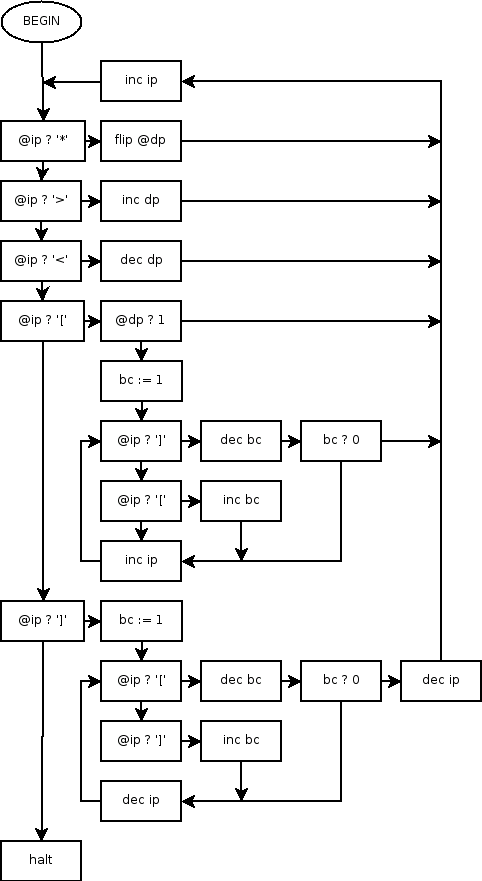 BEGIN
inc ip
@ip ? '*'
flip @dp
@ip ? '>'
inc dp
@ip ? '<'
dec dp
@ip ? '['
@dp ? 1
bc := 1
@ip ? ']'
dec bc
bc ? 0
@ip ? '['
inc bc
inc ip
@ip ? ']'
bc := 1
@ip ? '['
dec bc
bc ? 0
dec ip
@ip ? ']'
inc bc
dec ip
halt